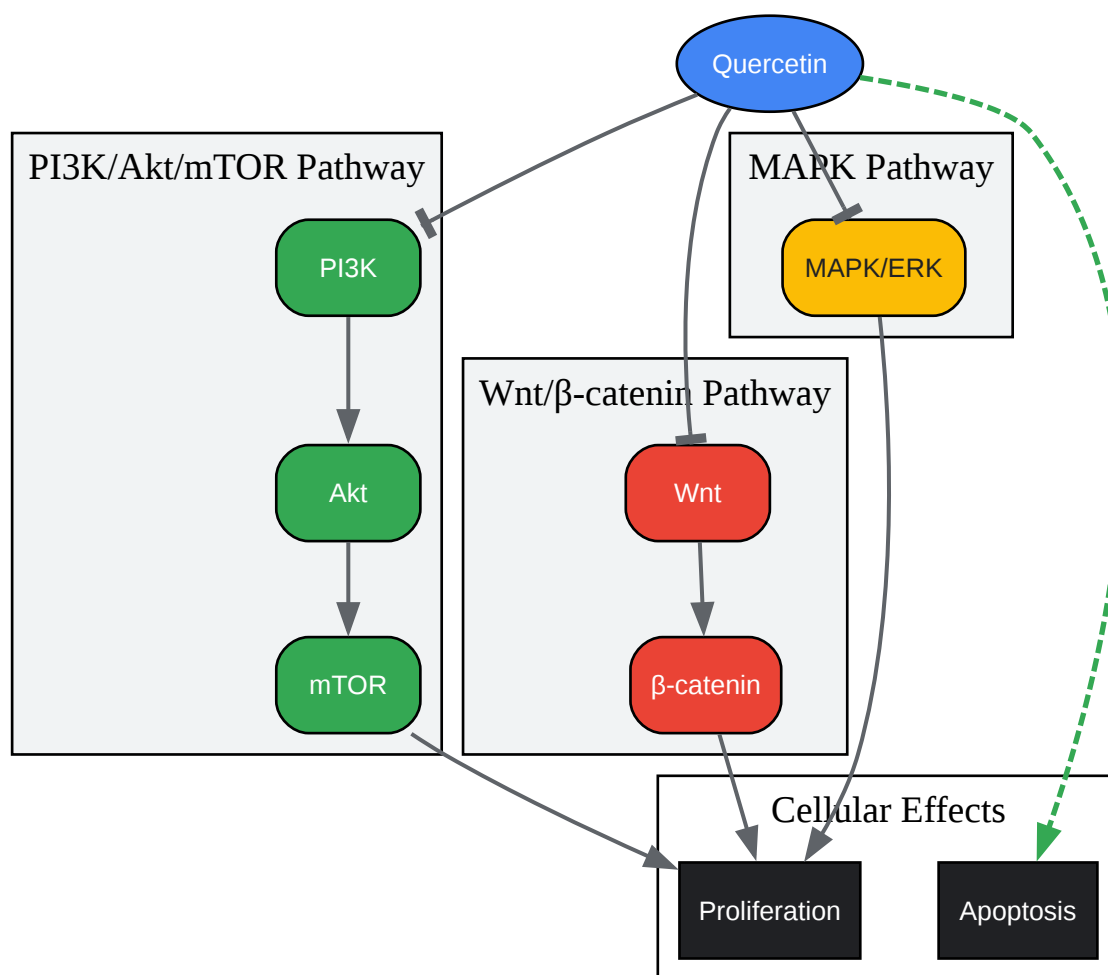 Quercetin
PI3K/Akt/mTOR Pathway
MAPK Pathway
PI3K
MAPK/ERK
Wnt/β-catenin Pathway
Akt
Wnt
mTOR
β-catenin
Cellular Effects
Proliferation
Apoptosis